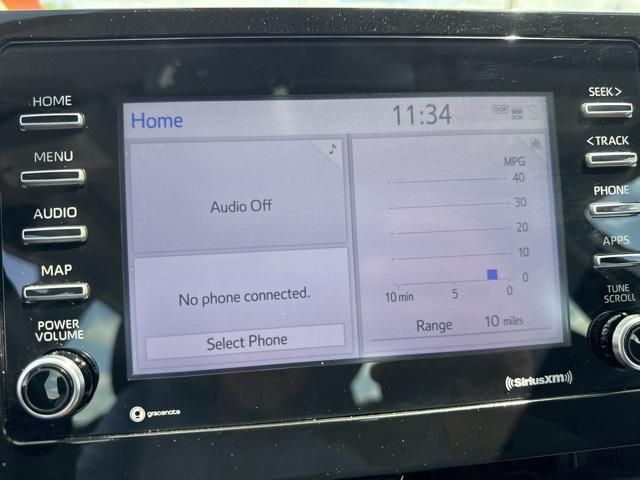 HOME
MENU
AUDIO
MAP
POWER
VOLUME
Home
11:34
DCM
Audio Off
No phone connected.
Select Phone
MPG
40
30
20
10
0
10 min 5 0
Range 10 miles
SEEK >
< TRACK
PHONE
APPS
TUNE
SCROLL
gracenote
SiriusXM